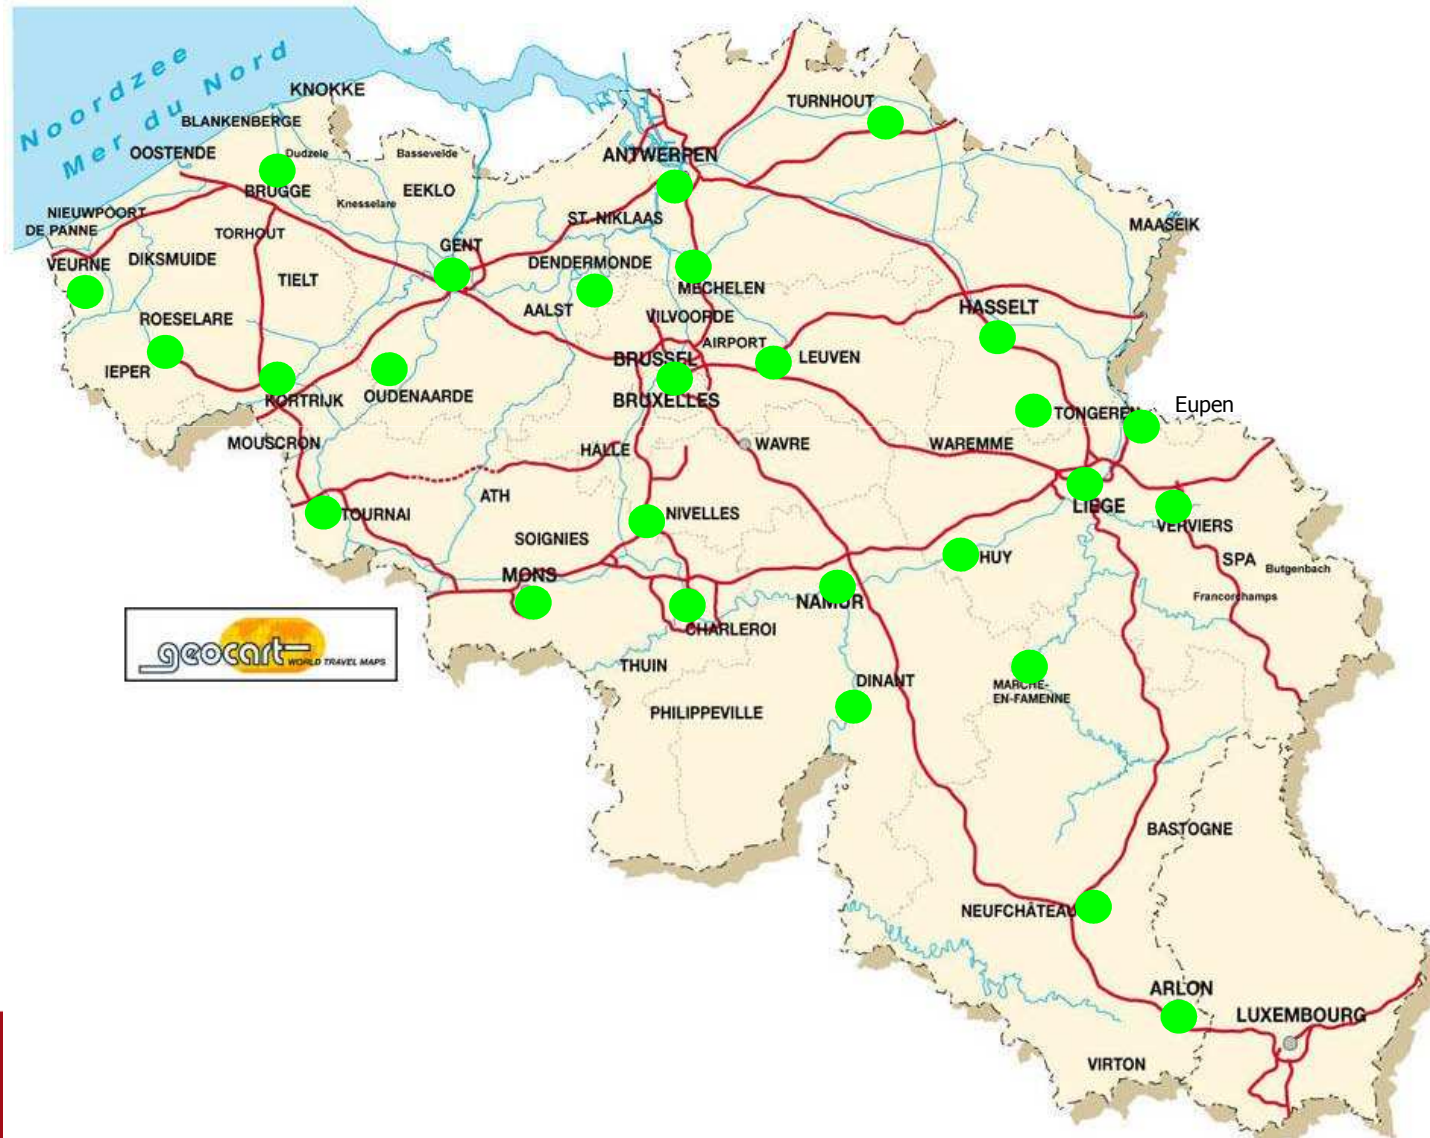 Noordzee
Mer du Nord
KNOKKE
BLANKENBERGE
TURNHOUT
OOSTENDE
Dudzele
Bassevelde
ANTWERPEN
BRUGGE
EEKLO
Knesselare
NIEUWPOORT
DE PANNE
TORHOUT
ST. NIKLAAS
MAASEIK
VEURNE
DIKSMUIDE
GENT
DENDERMONDE
TIELT
MECHELEN
AALST
VILVOORDE
HASSELT
ROESELARE
AIRPORT
BRUSSEL
LEUVEN
IEPER
OUDENAARDE
KORTRIJK
BRUXELLES
TONGEREN
Eupen
MOUSCRON
HALLE
WAVRE
WAREMME
ATH
TOURNAI
NIVELLES
LIEGE
VERVIERS
SOIGNIES
MONS
HUY
SPA
Butgenbach
NAMUR
Francorchamps
CHARLEROI
geocart WORLD TRAVEL MAPS
THUIN
DINANT
MARCHE-
EN-FAMENNE
PHILIPPEVILLE
BASTOGNE
NEUFCHÂTEAU
ARLON
LUXEMBOURG
VIRTON